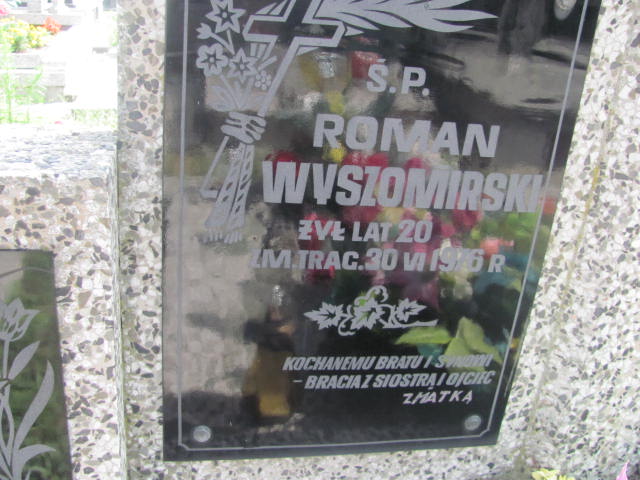 Ś.P.
ROMAN
WYSZOMIRSKI
ŻYŁ LAT 20
ZM. TRAG. 30 VI 1976 R
KOCHANEMU BRATU I SYNOWI
– BRACIA Z SIOSTRĄ I OJCIEC
Z MATKĄ